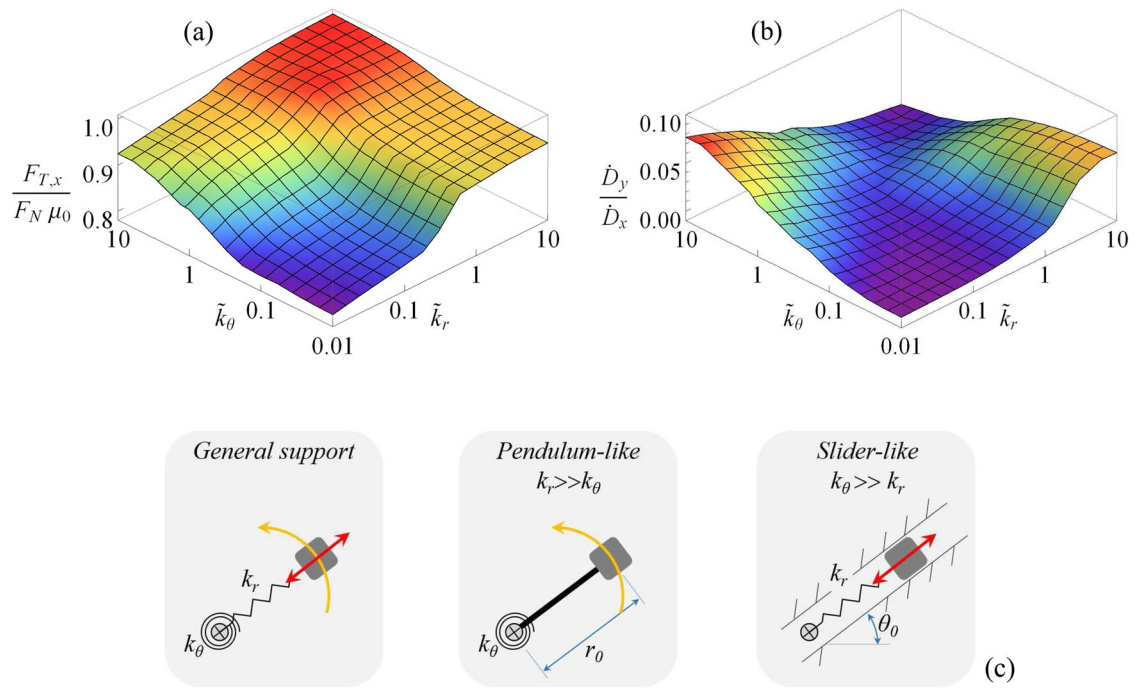 (a)
1.0
0.9
0.8
F_{T,x}
F_N μ_0
10
1
0.1
0.01
k̃_θ
0.1
1
10
k̃_r
(b)
0.10
0.05
0.00
Ḋ_y
Ḋ_x
10
1
0.1
0.01
k̃_θ
0.1
1
10
k̃_r
General support
k_r
k_θ
Pendulum-like
k_r>>k_θ
k_θ
r_0
Slider-like
k_θ>> k_r
k_r
θ_0
(c)